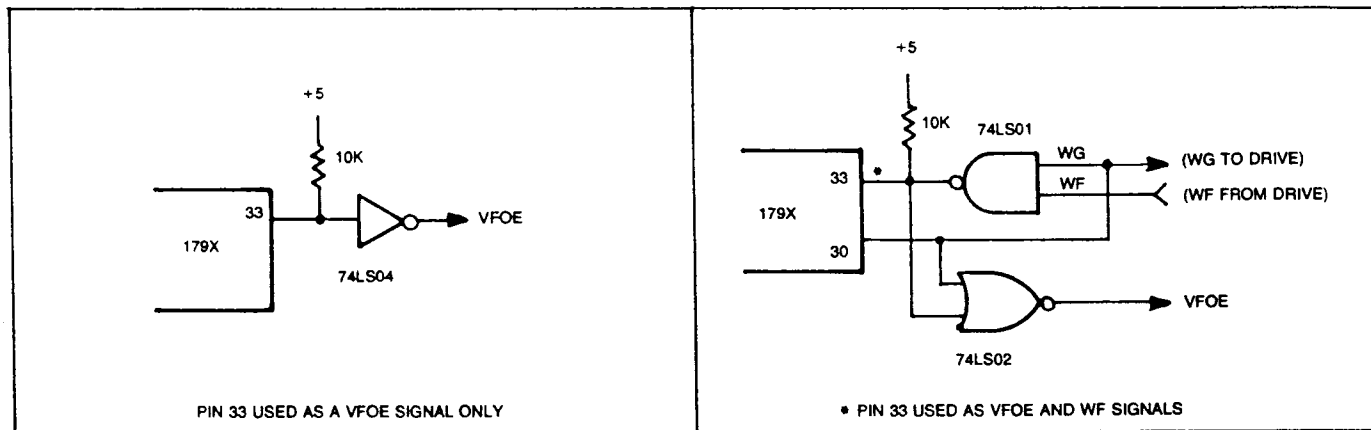 +5
10K
33
179X
VFOE
74LS04
PIN 33 USED AS A VFOE SIGNAL ONLY
+5
10K
74LS01
WG
(WG TO DRIVE)
*
33
WF
(WF FROM DRIVE)
179X
30
VFOE
74LS02
* PIN 33 USED AS VFOE AND WF SIGNALS